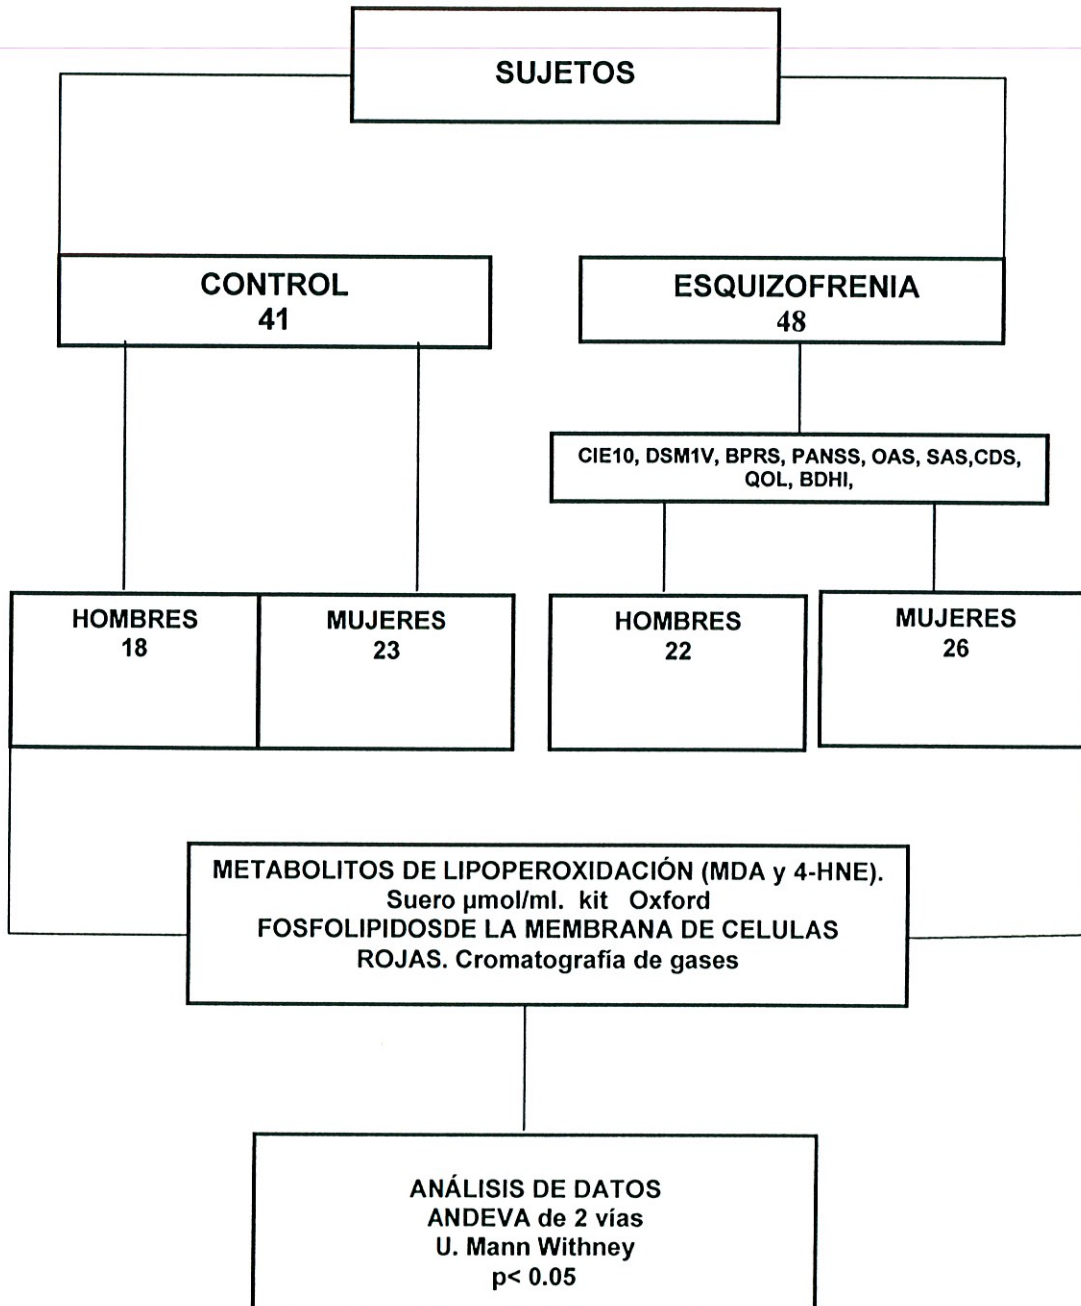 SUJETOS
CONTROL
41
ESQUIZOFRENIA
48
CIE10, DSM1V, BPRS, PANSS, OAS, SAS,CDS,
QOL, BDHI,
HOMBRES
18
MUJERES
23
HOMBRES
22
MUJERES
26
METABOLITOS DE LIPOPEROXIDACIÓN (MDA y 4-HNE).
Suero µmol/ml. kit Oxford
FOSFOLIPIDOSDE LA MEMBRANA DE CELULAS
ROJAS. Cromatografía de gases
ANÁLISIS DE DATOS
ANDEVA de 2 vías
U. Mann Withney
p< 0.05